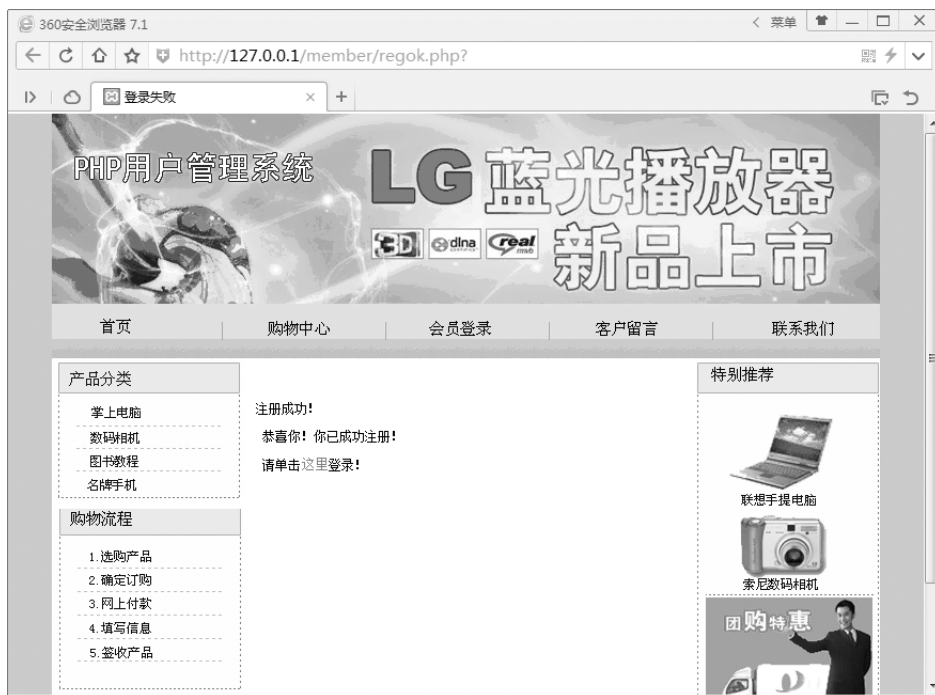 360安全浏览器 7.1
菜单
http://127.0.0.1/member/regok.php?
登录失败
PHP用户管理系统
LG 蓝光播放器
新品上市
3D
dlna
real
首页 购物中心 会员登录 客户留言 联系我们
产品分类
掌上电脑
数码相机
图书教程
名牌手机
购物流程
1.选购产品
2.确定订购
3.网上付款
4.填写信息
5.签收产品
注册成功!
恭喜你! 你已成功注册!
请单击这里登录!
特别推荐
联想手提电脑
索尼数码相机
团购特惠